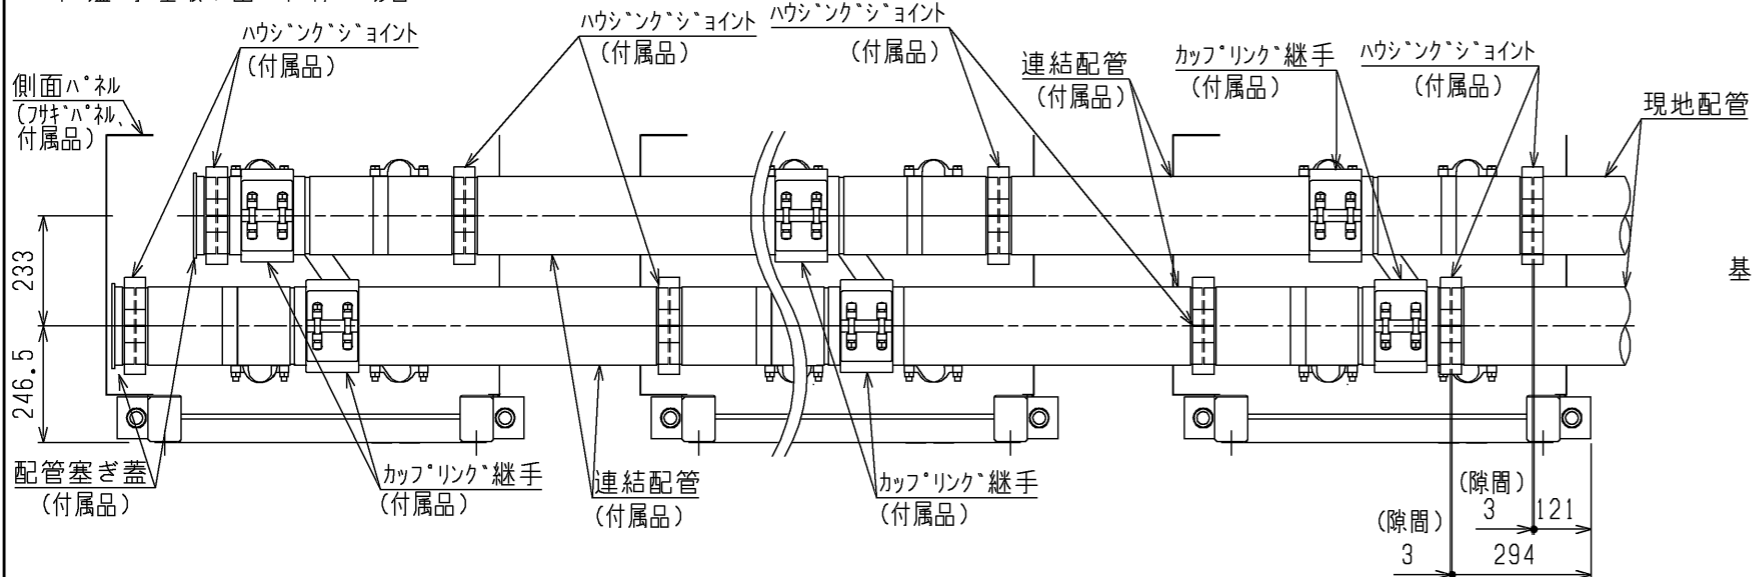 ハウジングジョイント
(付属品)
ハウジングジョイント
(付属品)
ハウジングジョイント
(付属品)
連結配管
(付属品)
カップリング継手
(付属品)
ハウジングジョイント
(付属品)
現地配管
側面パネル
(フサギパネル、
付属品)
233
246.5
基
配管塞ぎ蓋
(付属品)
カップリング継手
(付属品)
連結配管
(付属品)
カップリング継手
(付属品)
(隙間)
3
121
(隙間)
3
294